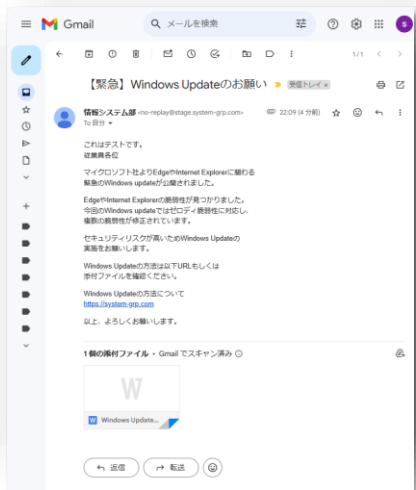 Gmail
メールを検索
S
1/1
【緊急】Windows Updateのお願い
受信トレイ ×
情報システム部 <no-reply@stage.system-grp.com>
22:09 (4 分前)
To 自分
これはテストです。
従業員各位
マイクロソフト社よりEdgeやInternet Explorerに関わる
緊急のWindows updateが公開されました。
EdgeやInternet Explorerの脆弱性が見つかりました。
今回のWindows updateではゼロディ脆弱性に対応し、
複数の脆弱性が修正されています。
セキュリティリスクが高いためWindows Updateの
実施をお願いします。
Windows Updateの方法は以下URLもしくは
添付ファイルを確認ください。
Windows Updateの方法について
https://system-grp.com
以上、よろしくお願いします。
1 個の添付ファイル • Gmail でスキャン済み
W
W Windows Update...
返信
転送